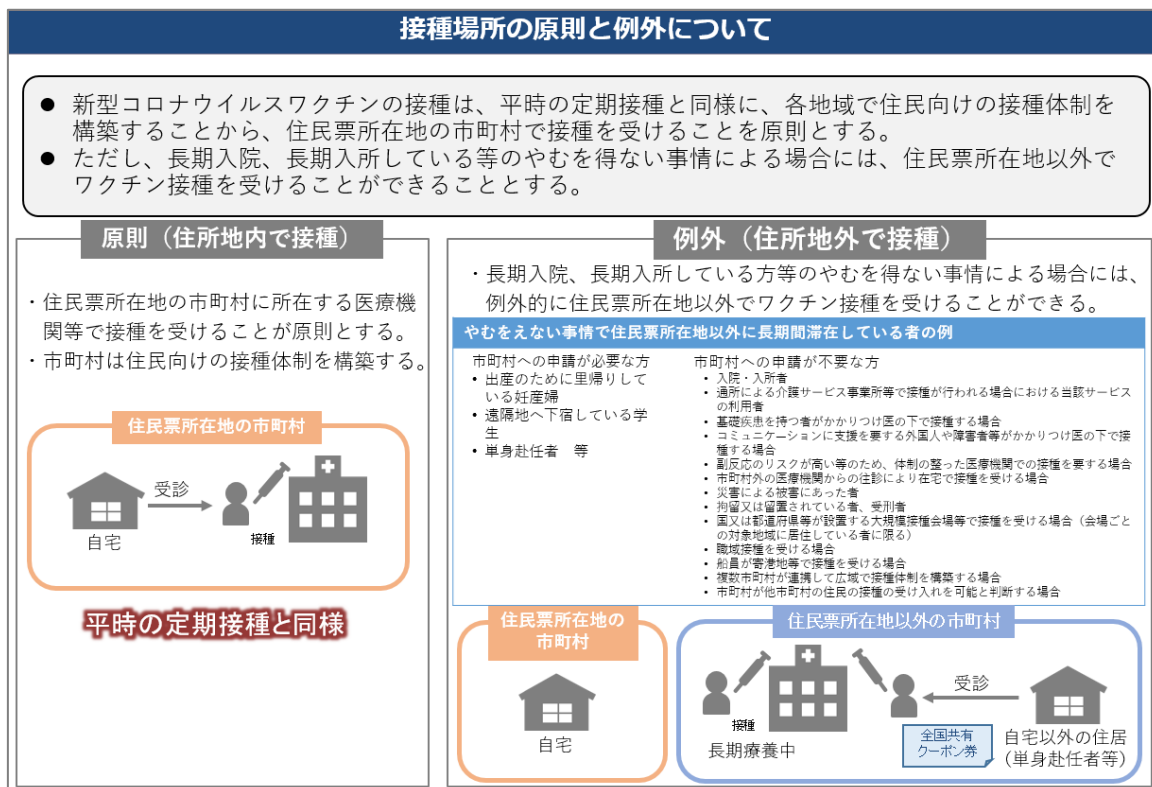 接種場所の原則と例外について
● 新型コロナウイルスワクチンの接種は、平時の定期接種と同様に、各地域で住民向けの接種体制を
構築することから、住民票所在地の市町村で接種を受けることを原則とする。
● ただし、長期入院、長期入所している等のやむを得ない事情による場合には、住民票所在地以外で
ワクチン接種を受けることができることとする。
原則（住所地内で接種）
・住民票所在地の市町村に所在する医療機
関等で接種を受けることが原則とする。
・市町村は住民向けの接種体制を構築する。
住民票所在地の市町村
受診
自宅
接種
平時の定期接種と同様
例外（住所地外で接種）
・長期入院、長期入所している方等のやむを得ない事情による場合には、
例外的に住民票所在地以外でワクチン接種を受けることができる。
やむをえない事情で住民票所在地以外に長期間滞在している者の例
市町村への申請が必要な方
• 出産のために里帰りして
いる妊産婦
• 遠隔地へ下宿している学
生
• 単身赴任者　等
市町村への申請が不要な方
• 入院・入所者
• 通所による介護サービス事業所等で接種が行われる場合における当該サービス
の利用者
• 基礎疾患を持つ者がかかりつけ医の下で接種する場合
• コミュニケーションに支援を要する外国人や障害者等がかかりつけ医の下で接
種する場合
• 副反応のリスクが高い等のため、体制の整った医療機関での接種を要する場合
• 市町村外の医療機関からの往診により在宅で接種を受ける場合
• 災害による被害にあった者
• 拘留又は留置されている者、受刑者
• 国又は都道府県等が設置する大規模接種会場等で接種を受ける場合（会場ごと
の対象地域に居住している者に限る）
• 職域接種を受ける場合
• 船員が寄港地等で接種を受ける場合
• 複数市町村が連携して広域で接種体制を構築する場合
• 市町村が他市町村の住民の接種の受け入れを可能と判断する場合
住民票所在地の
市町村
自宅
住民票所在地以外の市町村
接種
長期療養中
受診
全国共有
クーポン券
自宅以外の住居
（単身赴任者等）